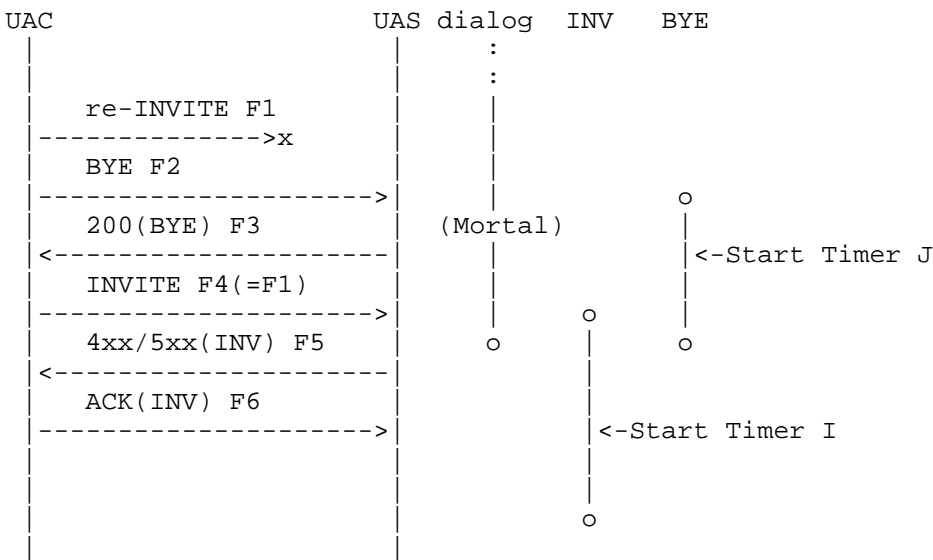 UAC UAS dialog INV BYE
re-INVITE F1
x
BYE F2
200(BYE) F3 (Mortal)
<-Start Timer J
INVITE F4(=F1)
4xx/5xx(INV) F5
ACK(INV) F6
<-Start Timer I